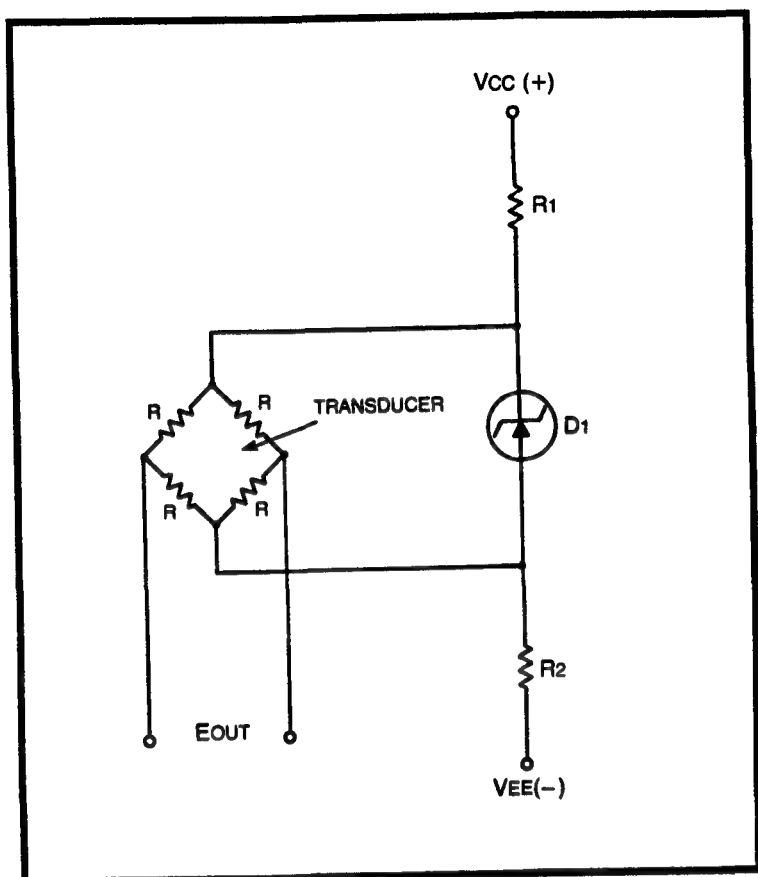 VCC (+)
R1
R
R
TRANSDUCER
D1
R
R
R2
EOUT
VEE(-)